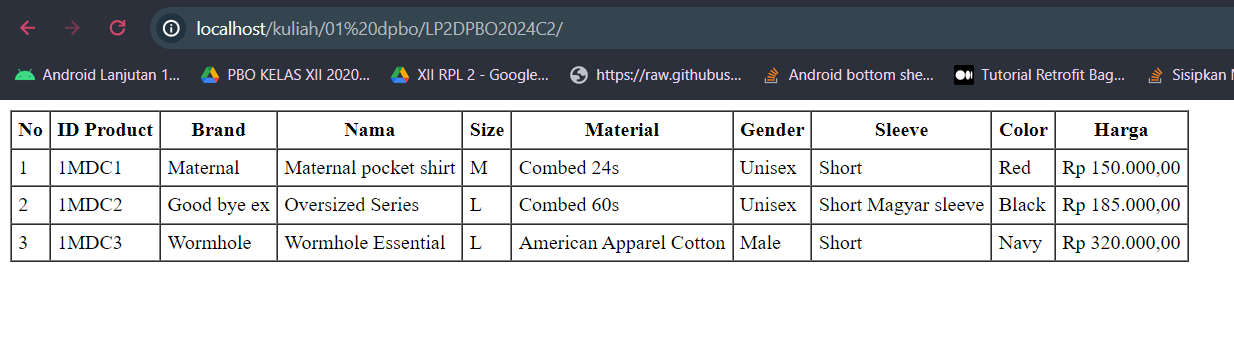 localhost/kuliah/01%20dpbo/LP2DPBO2024C2/
Android Lanjutan 1... PBO KELAS XII 2020... XII RPL 2 - Google... https://raw.githubus... Android bottom she... Tutorial Retrofit Bag... Sisipkan
No ID Product Brand Nama Size Material Gender Sleeve Color Harga
1 1MDC1 Maternal Maternal pocket shirt M Combed 24s Unisex Short Red Rp 150.000,00
2 1MDC2 Good bye ex Oversized Series L Combed 60s Unisex Short Magyar sleeve Black Rp 185.000,00
3 1MDC3 Wormhole Wormhole Essential L American Apparel Cotton Male Short Navy Rp 320.000,00